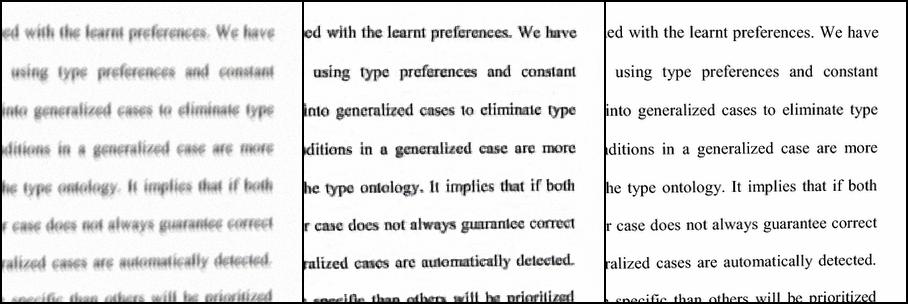 ed with the learnt preferences. We have
using type preferences and constant
into generalized cases to eliminate type
ditions in a generalized case are more
he type ontology. It implies that if both
r case does not always guarantee correct
ralized cases are automatically detected.
specific than others will be prioritized
ed with the learnt preferences. We have
using type preferences and constant
into generalized cases to eliminate type
ditions in a generalized case are more
he type ontology. It implies that if both
r case does not always guarantee correct
ralized cases are automatically detected.
specific than others will be prioritized
ed with the learnt preferences. We have
using type preferences and constant
into generalized cases to eliminate type
ditions in a generalized case are more
he type ontology. It implies that if both
r case does not always guarantee correct
ralized cases are automatically detected.
specific than others will be prioritized